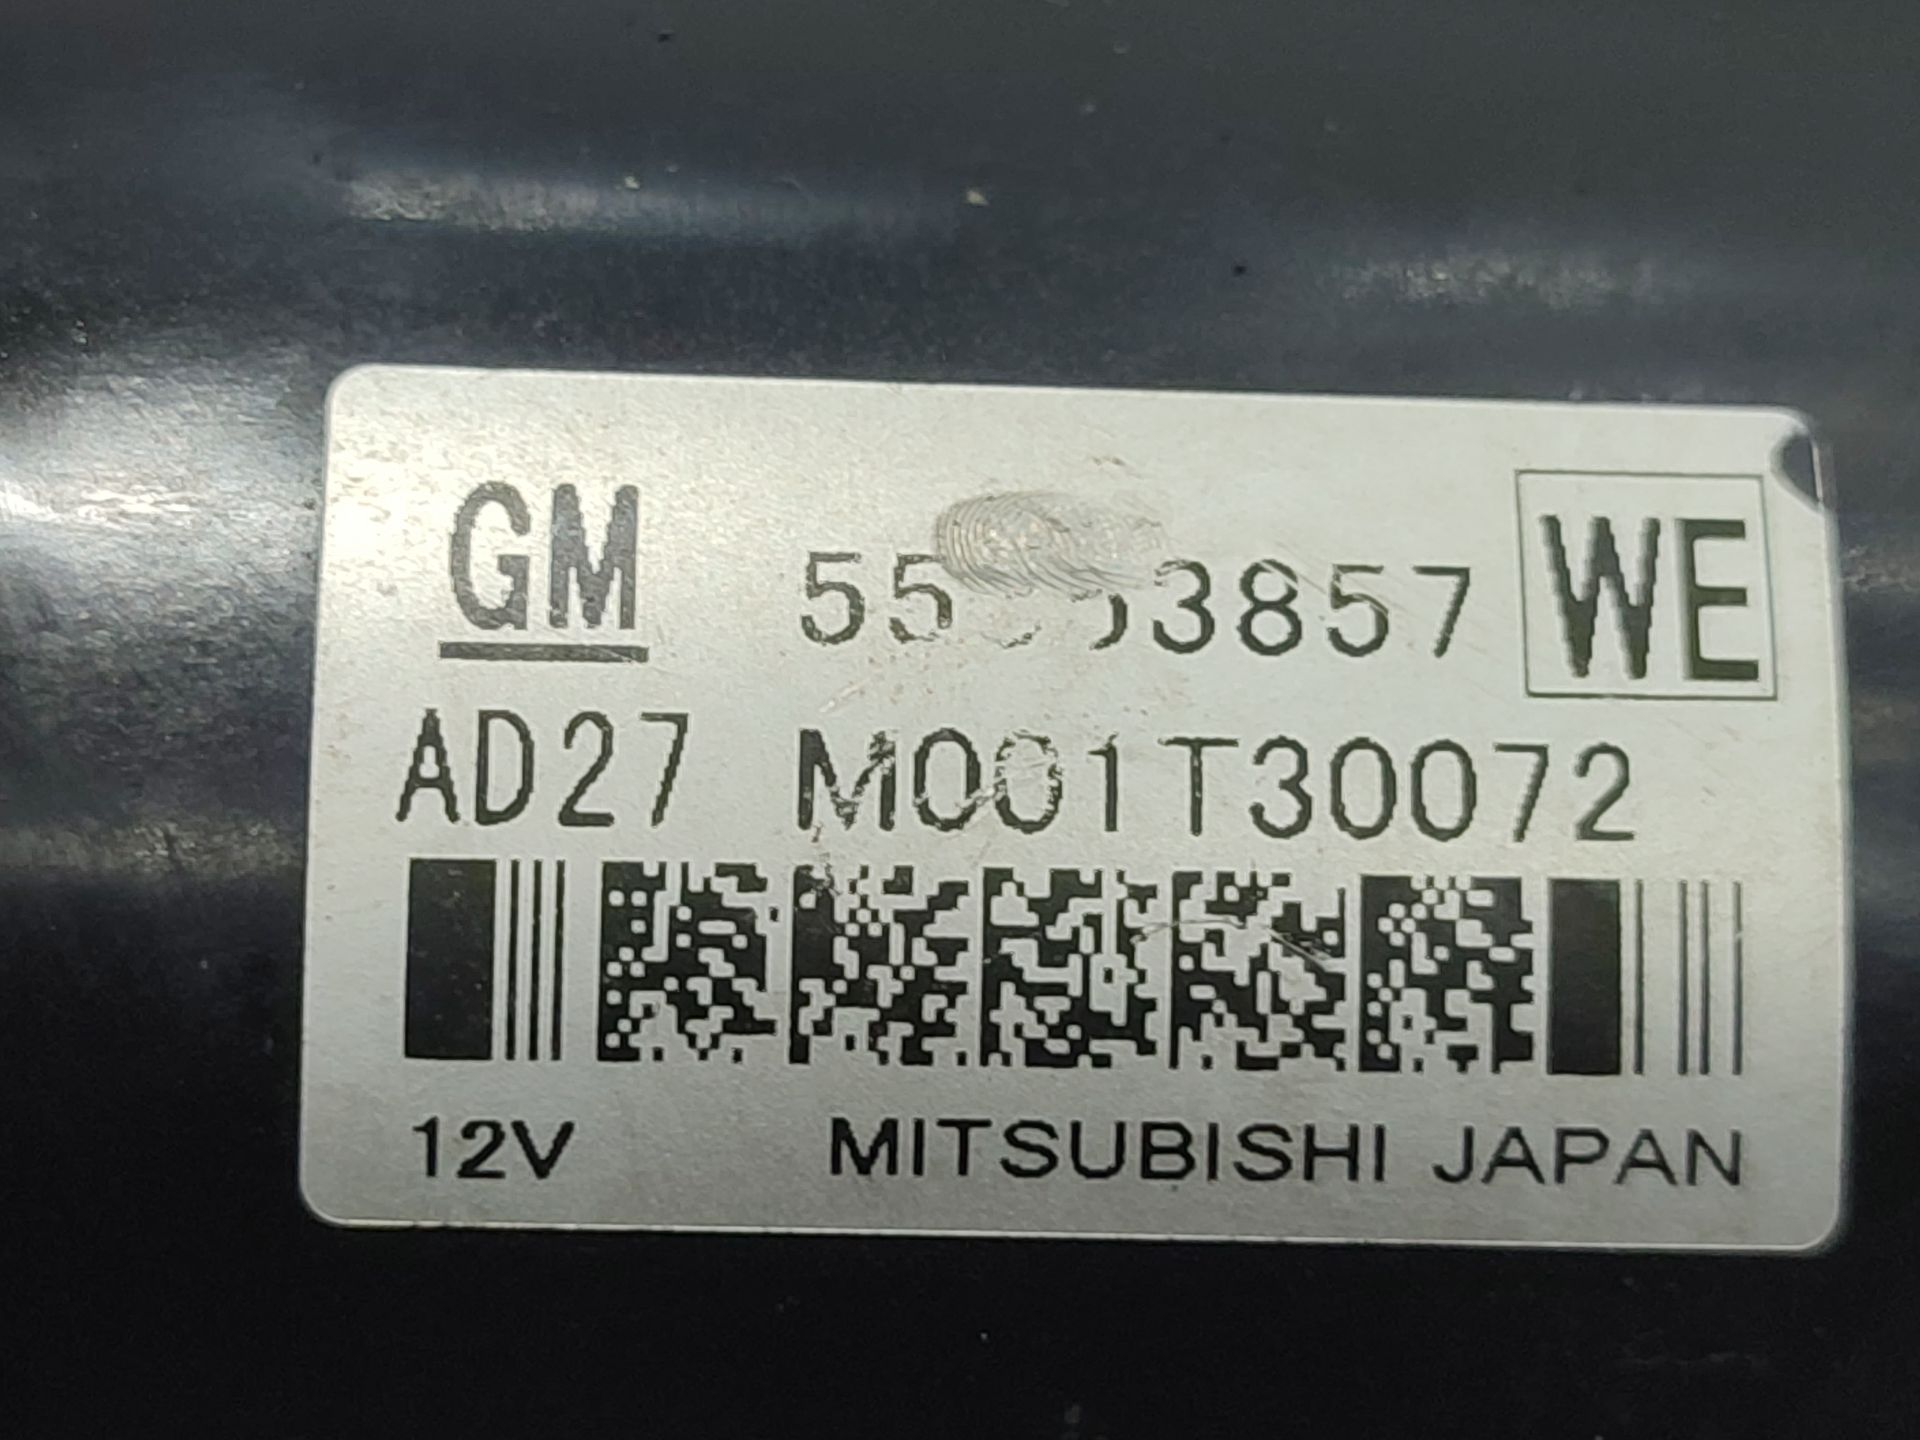 GM WE
AD27 M001T30072
12V MITSUBISHI JAPAN